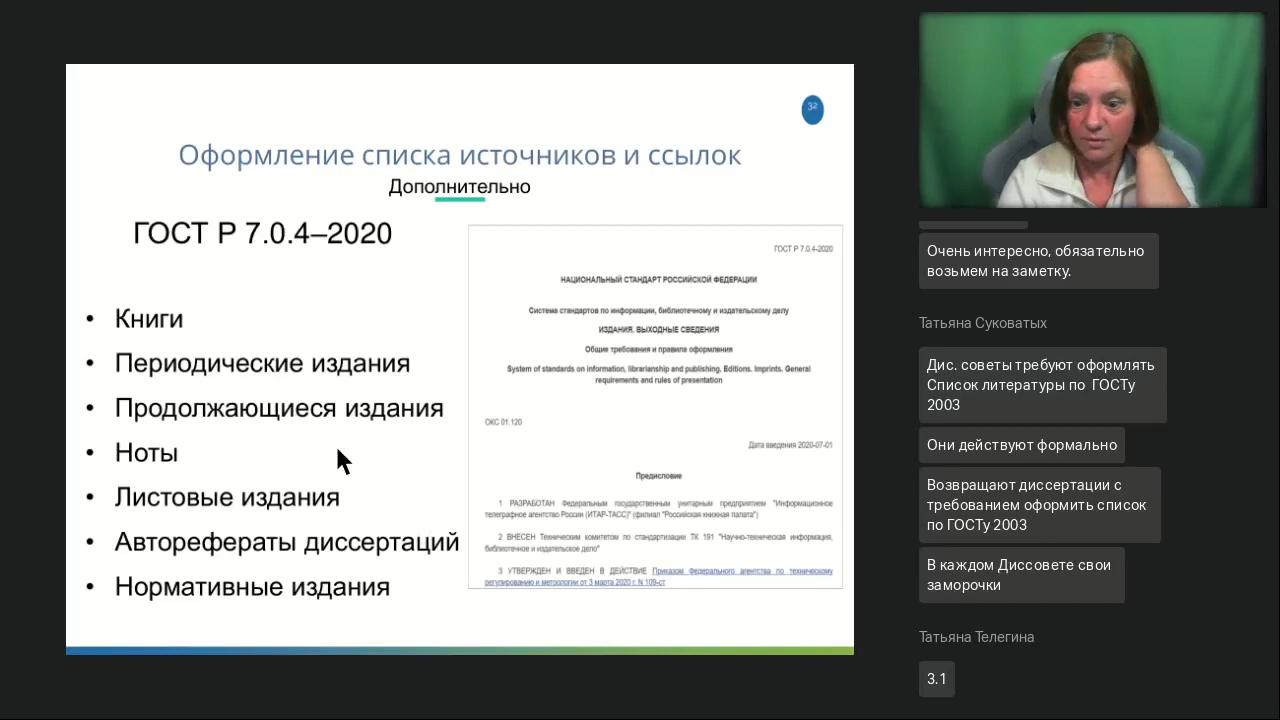 32
Оформление списка источников и ссылок
Дополнительно
ГОСТ Р 7.0.4–2020
• Книги
• Периодические издания
• Продолжающиеся издания
• Ноты
• Листовые издания
• Авторефераты диссертаций
• Нормативные издания
ГОСТ Р 7.0.4-2020
НАЦИОНАЛЬНЫЙ СТАНДАРТ РОССИЙСКОЙ ФЕДЕРАЦИИ
Система стандартов по информации, библиотечному и издательскому делу
ИЗДАНИЯ. ВЫХОДНЫЕ СВЕДЕНИЯ
Общие требования и правила оформления
System of standards on information, librarianship and publishing. Editions. Imprints. General
requirements and rules of presentation
ОКС 01.120
Дата введения 2020-07-01
Предисловие
1 РАЗРАБОТАН Федеральным государственным унитарным предприятием "Информационное
телеграфное агентство России (ИТАР-ТАСС)" (филиал "Российская книжная палата")
2 ВНЕСЕН Техническим комитетом по стандартизации ТК 191 "Научно-техническая информация,
библиотечное и издательское дело"
3 УТВЕРЖДЕН И ВВЕДЕН В ДЕЙСТВИЕ Приказом Федерального агентства по техническому
регулированию и метрологии от 3 марта 2020 г. N 109-ст
Очень интересно, обязательно
возьмем на заметку.
Татьяна Суковатых
Дис. советы требуют оформлять
Список литературы по ГОСТу
2003
Они действуют формально
Возвращают диссертации с
требованием оформить список
по ГОСТу 2003
В каждом Диссовете свои
заморочки
Татьяна Телегина
3.1